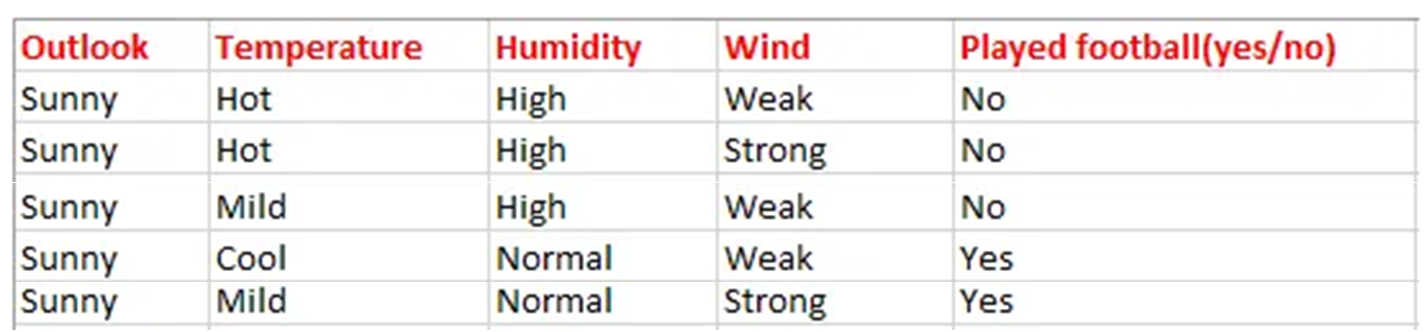 Outlook Temperature Humidity Wind Played football(yes/no)
Sunny Hot High Weak No
Sunny Hot High Strong No
Sunny Mild High Weak No
Sunny Cool Normal Weak Yes
Sunny Mild Normal Strong Yes